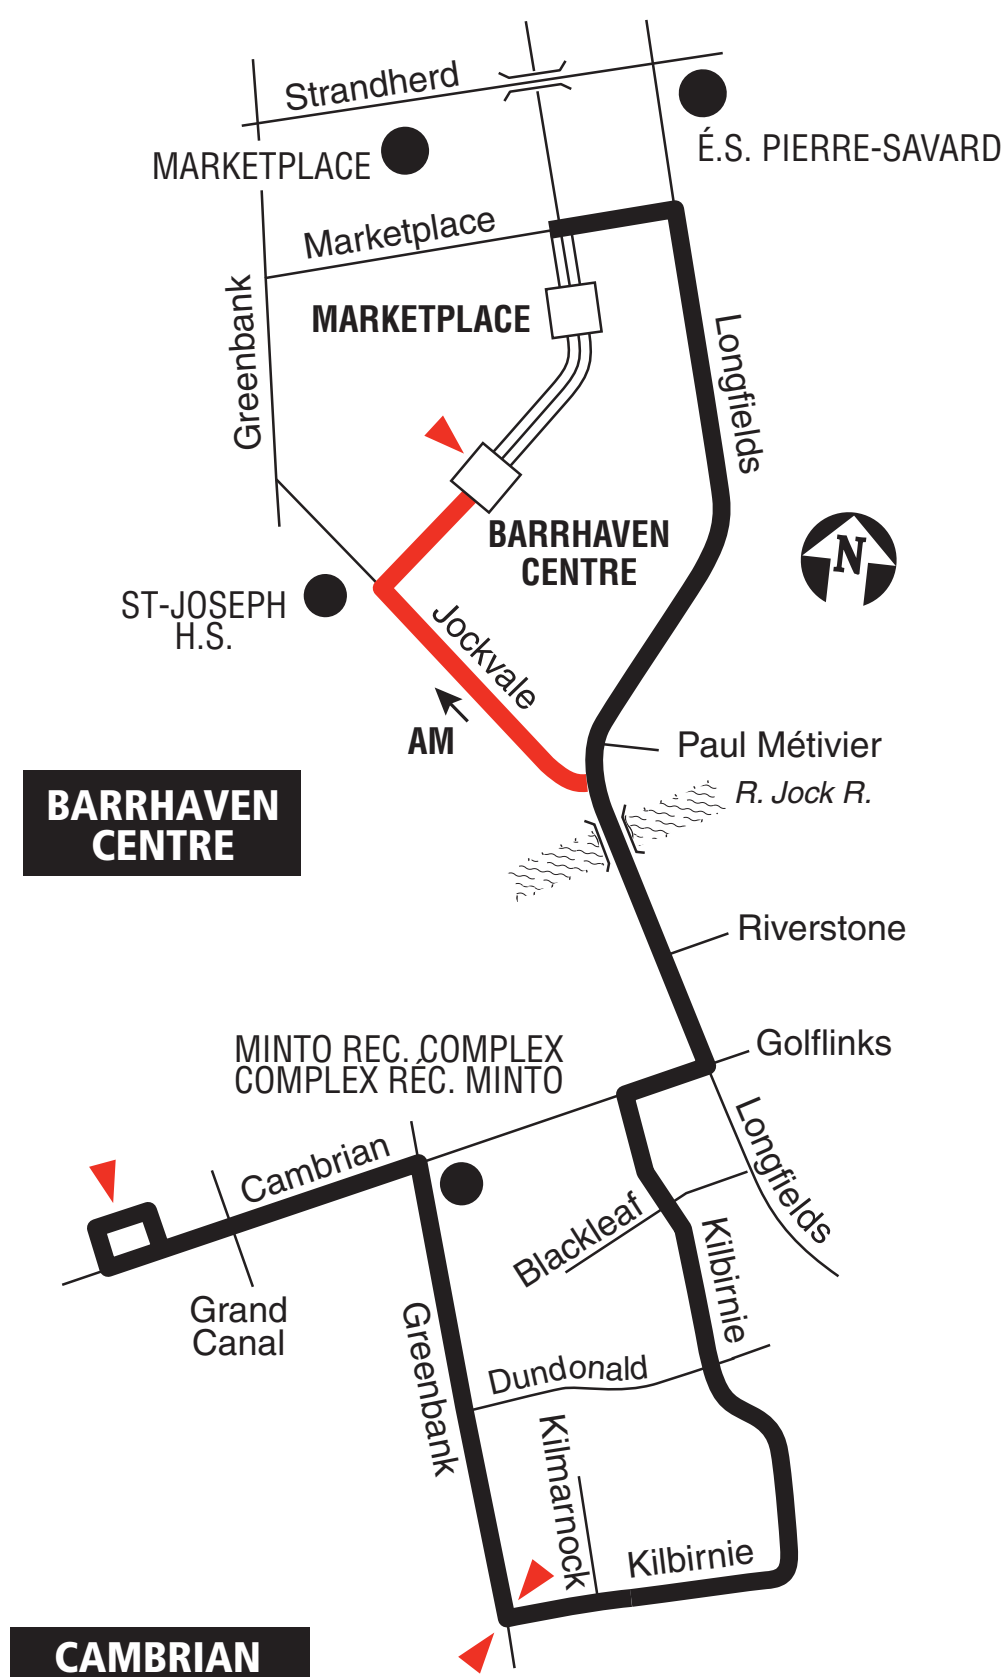 Strandherd
É.S. PIERRE-SAVARD
MARKETPLACE
Marketplace
Greenbank
MARKETPLACE
Longfields
BARRHAVEN
CENTRE
N
ST-JOSEPH
H.S.
Jockvale
AM
Paul Métivier
R. Jock R.
BARRHAVEN
CENTRE
Riverstone
Golflinks
MINTO REC. COMPLEX
COMPLEX RÉC. MINTO
Longfields
Cambrian
Blackleaf
Kilbirnie
Grand
Canal
Greenbank
Dundonald
Kilmarnock
Kilbirnie
CAMBRIAN